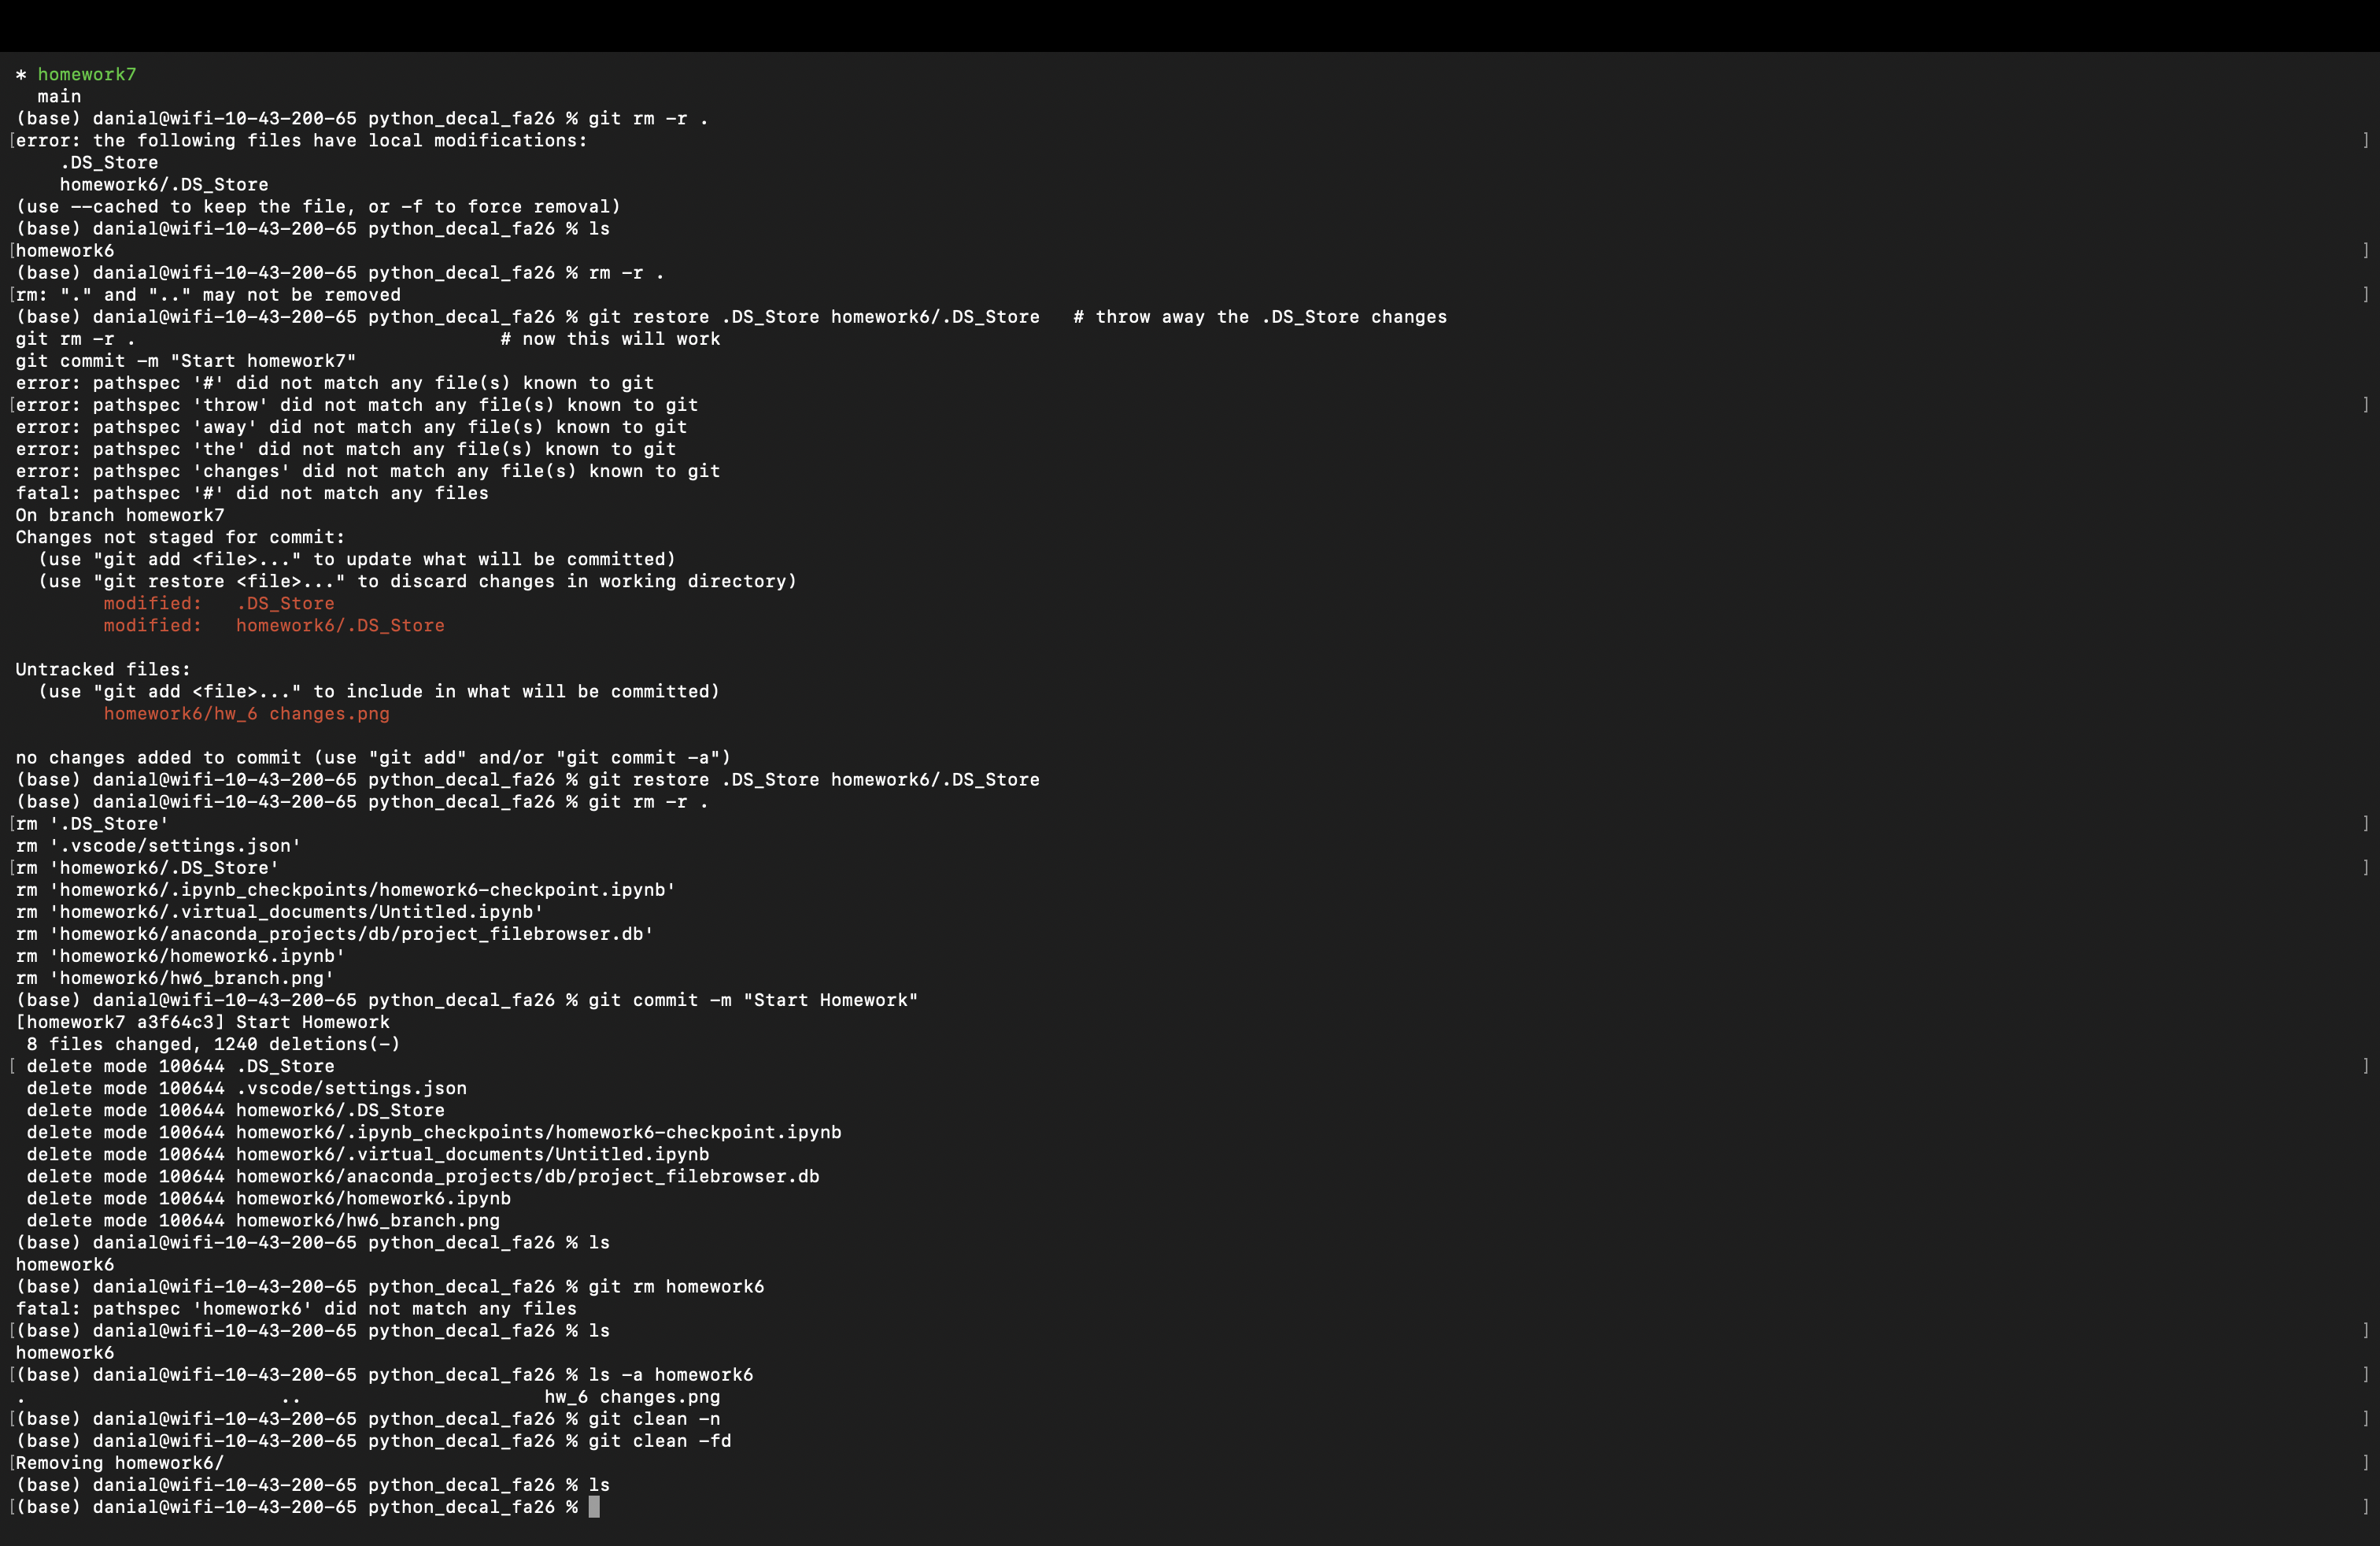 * homework7
  main
(base) danial@wifi-10-43-200-65 python_decal_fa26 % git rm -r .
[error: the following files have local modifications: ]
    .DS_Store
    homework6/.DS_Store
(use --cached to keep the file, or -f to force removal)
(base) danial@wifi-10-43-200-65 python_decal_fa26 % ls
[homework6 ]
(base) danial@wifi-10-43-200-65 python_decal_fa26 % rm -r .
[rm: "." and ".." may not be removed ]
(base) danial@wifi-10-43-200-65 python_decal_fa26 % git restore .DS_Store homework6/.DS_Store   # throw away the .DS_Store changes
git rm -r .                                 # now this will work
git commit -m "Start homework7"
error: pathspec '#' did not match any file(s) known to git
[error: pathspec 'throw' did not match any file(s) known to git ]
error: pathspec 'away' did not match any file(s) known to git
error: pathspec 'the' did not match any file(s) known to git
error: pathspec 'changes' did not match any file(s) known to git
fatal: pathspec '#' did not match any files
On branch homework7
Changes not staged for commit:
  (use "git add <file>..." to update what will be committed)
  (use "git restore <file>..." to discard changes in working directory)
        modified:   .DS_Store
        modified:   homework6/.DS_Store

Untracked files:
  (use "git add <file>..." to include in what will be committed)
        homework6/hw_6 changes.png

no changes added to commit (use "git add" and/or "git commit -a")
(base) danial@wifi-10-43-200-65 python_decal_fa26 % git restore .DS_Store homework6/.DS_Store
(base) danial@wifi-10-43-200-65 python_decal_fa26 % git rm -r .
[rm '.DS_Store' ]
rm '.vscode/settings.json'
[rm 'homework6/.DS_Store' ]
rm 'homework6/.ipynb_checkpoints/homework6-checkpoint.ipynb'
rm 'homework6/.virtual_documents/Untitled.ipynb'
rm 'homework6/anaconda_projects/db/project_filebrowser.db'
rm 'homework6/homework6.ipynb'
rm 'homework6/hw6_branch.png'
(base) danial@wifi-10-43-200-65 python_decal_fa26 % git commit -m "Start Homework"
[homework7 a3f64c3] Start Homework
 8 files changed, 1240 deletions(-)
[ delete mode 100644 .DS_Store ]
 delete mode 100644 .vscode/settings.json
 delete mode 100644 homework6/.DS_Store
 delete mode 100644 homework6/.ipynb_checkpoints/homework6-checkpoint.ipynb
 delete mode 100644 homework6/.virtual_documents/Untitled.ipynb
 delete mode 100644 homework6/anaconda_projects/db/project_filebrowser.db
 delete mode 100644 homework6/homework6.ipynb
 delete mode 100644 homework6/hw6_branch.png
(base) danial@wifi-10-43-200-65 python_decal_fa26 % ls
homework6
(base) danial@wifi-10-43-200-65 python_decal_fa26 % git rm homework6
fatal: pathspec 'homework6' did not match any files
[(base) danial@wifi-10-43-200-65 python_decal_fa26 % ls ]
homework6
[(base) danial@wifi-10-43-200-65 python_decal_fa26 % ls -a homework6 ]
.                       ..                      hw_6 changes.png
[(base) danial@wifi-10-43-200-65 python_decal_fa26 % git clean -n ]
(base) danial@wifi-10-43-200-65 python_decal_fa26 % git clean -fd
[Removing homework6/ ]
(base) danial@wifi-10-43-200-65 python_decal_fa26 % ls
[(base) danial@wifi-10-43-200-65 python_decal_fa26 % ]